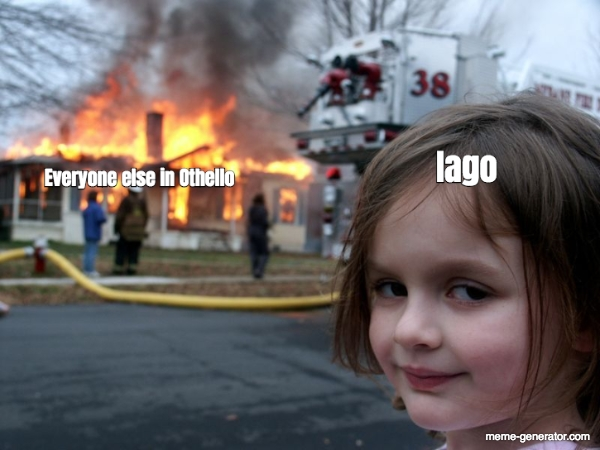 38
Everyone else in Othello
Iago
meme-generator.com